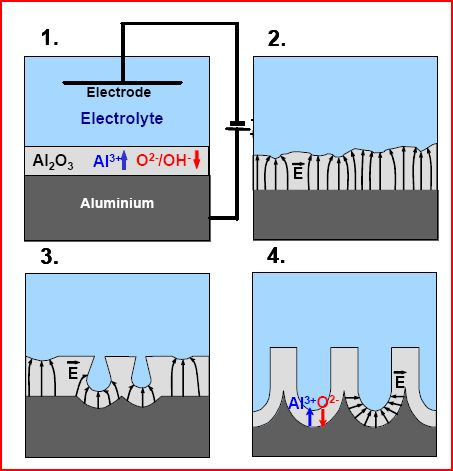 1.
Electrode
Electrolyte
Al₂O₃ Al³⁺ O²⁻/OH⁻
Aluminium
2.
E⃗
3.
E⃗
4.
E⃗
Al³⁺O²⁻